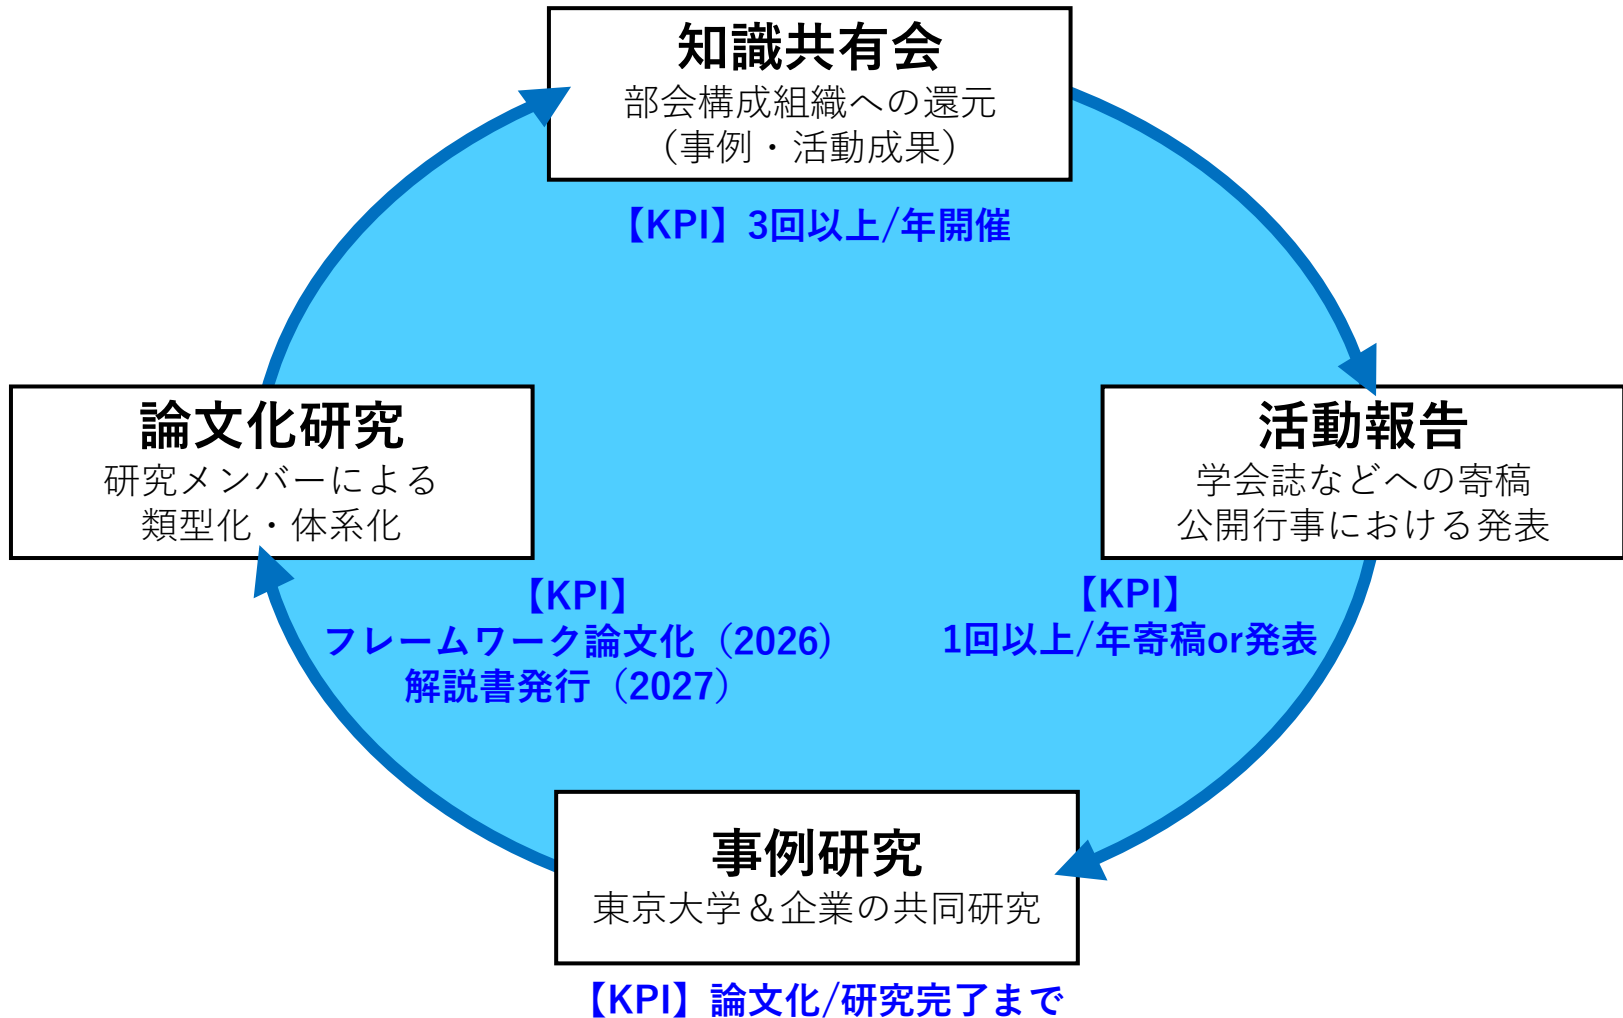 知識共有会
部会構成組織への還元
（事例・活動成果）
【KPI】3回以上/年開催
論文化研究
研究メンバーによる
類型化・体系化
活動報告
学会誌などへの寄稿
公開行事における発表
【KPI】
フレームワーク論文化（2026）
解説書発行（2027）
【KPI】
1回以上/年寄稿or発表
事例研究
東京大学＆企業の共同研究
【KPI】論文化/研究完了まで